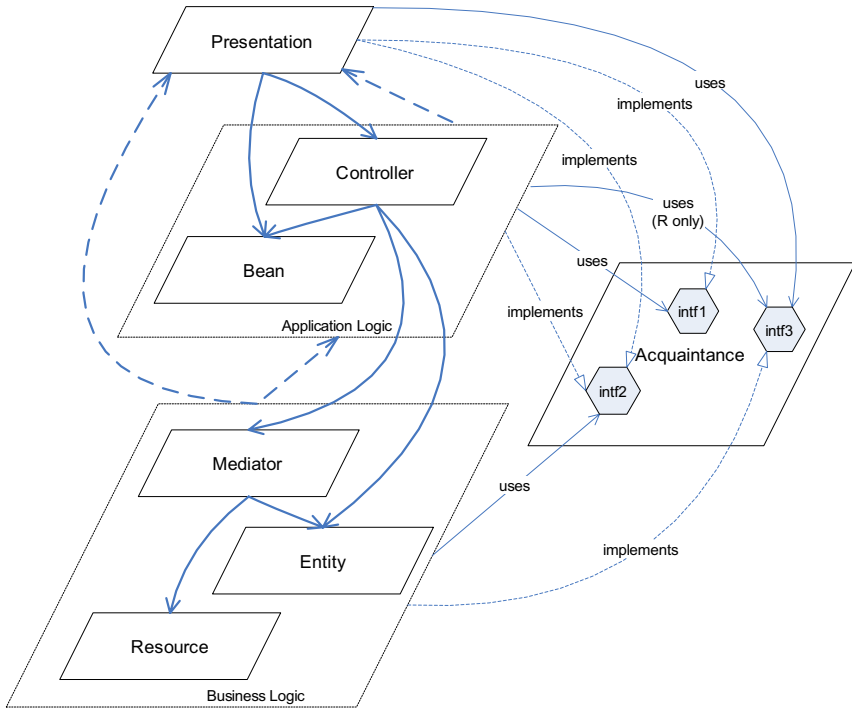 Presentation
uses
implements
implements
Controller
uses
(R only)
Bean
uses
Application Logic
implements
intf1
intf3
Acquaintance
intf2
Mediator
uses
Entity
implements
Resource
Business Logic